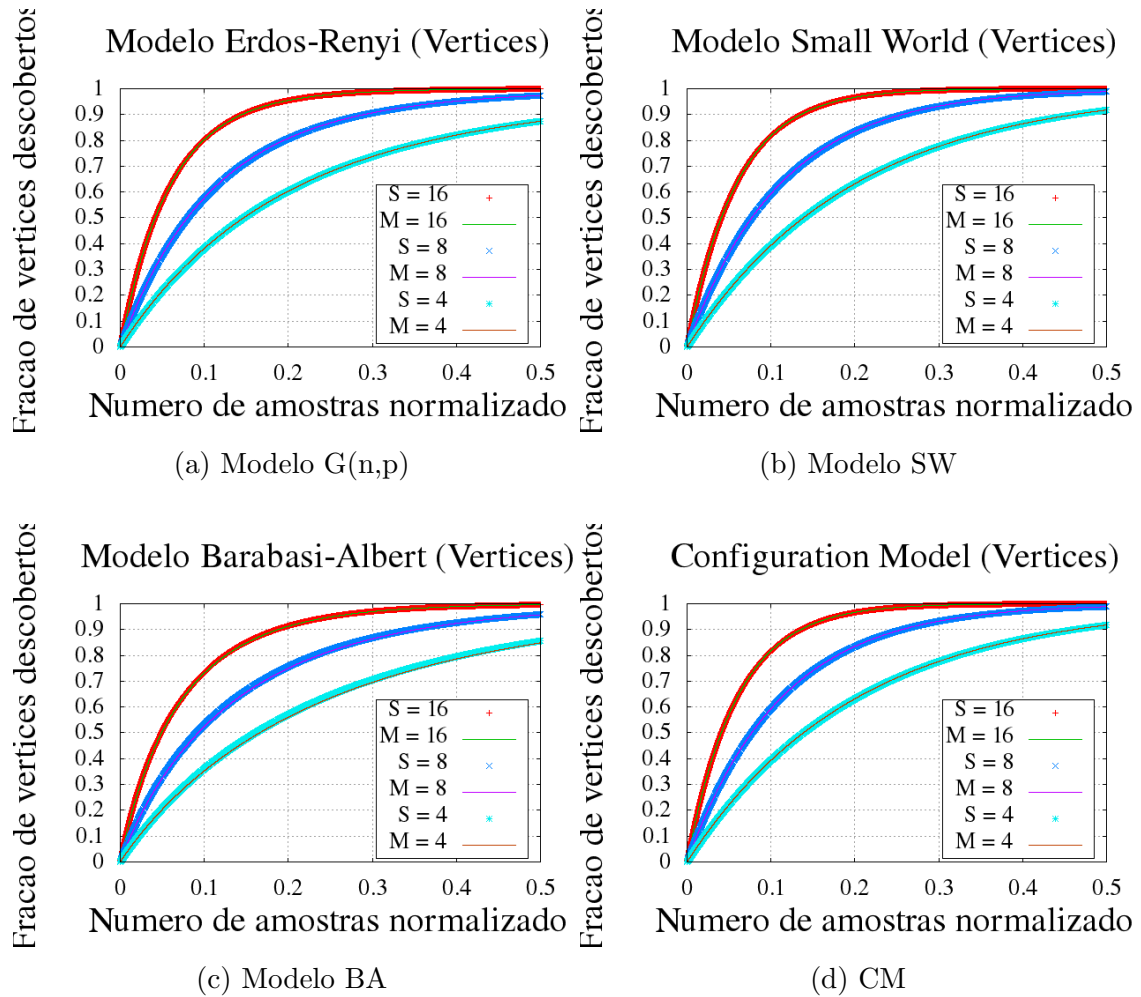 Modelo Erdos-Renyi (Vertices)
Fracao de vertices descobertos
1
0.9
0.8
0.7
0.6
0.5
0.4
0.3
0.2
0.1
0
S = 16
M = 16
S = 8
M = 8
S = 4
M = 4
0 0.1 0.2 0.3 0.4 0.5
Numero de amostras normalizado
(a) Modelo G(n,p)
Modelo Small World (Vertices)
Fracao de vertices descobertos
1
0.9
0.8
0.7
0.6
0.5
0.4
0.3
0.2
0.1
0
S = 16
M = 16
S = 8
M = 8
S = 4
M = 4
0 0.1 0.2 0.3 0.4 0.5
Numero de amostras normalizado
(b) Modelo SW
Modelo Barabasi-Albert (Vertices)
Fracao de vertices descobertos
1
0.9
0.8
0.7
0.6
0.5
0.4
0.3
0.2
0.1
0
S = 16
M = 16
S = 8
M = 8
S = 4
M = 4
0 0.1 0.2 0.3 0.4 0.5
Numero de amostras normalizado
(c) Modelo BA
Configuration Model (Vertices)
Fracao de vertices descobertos
1
0.9
0.8
0.7
0.6
0.5
0.4
0.3
0.2
0.1
0
S = 16
M = 16
S = 8
M = 8
S = 4
M = 4
0 0.1 0.2 0.3 0.4 0.5
Numero de amostras normalizado
(d) CM